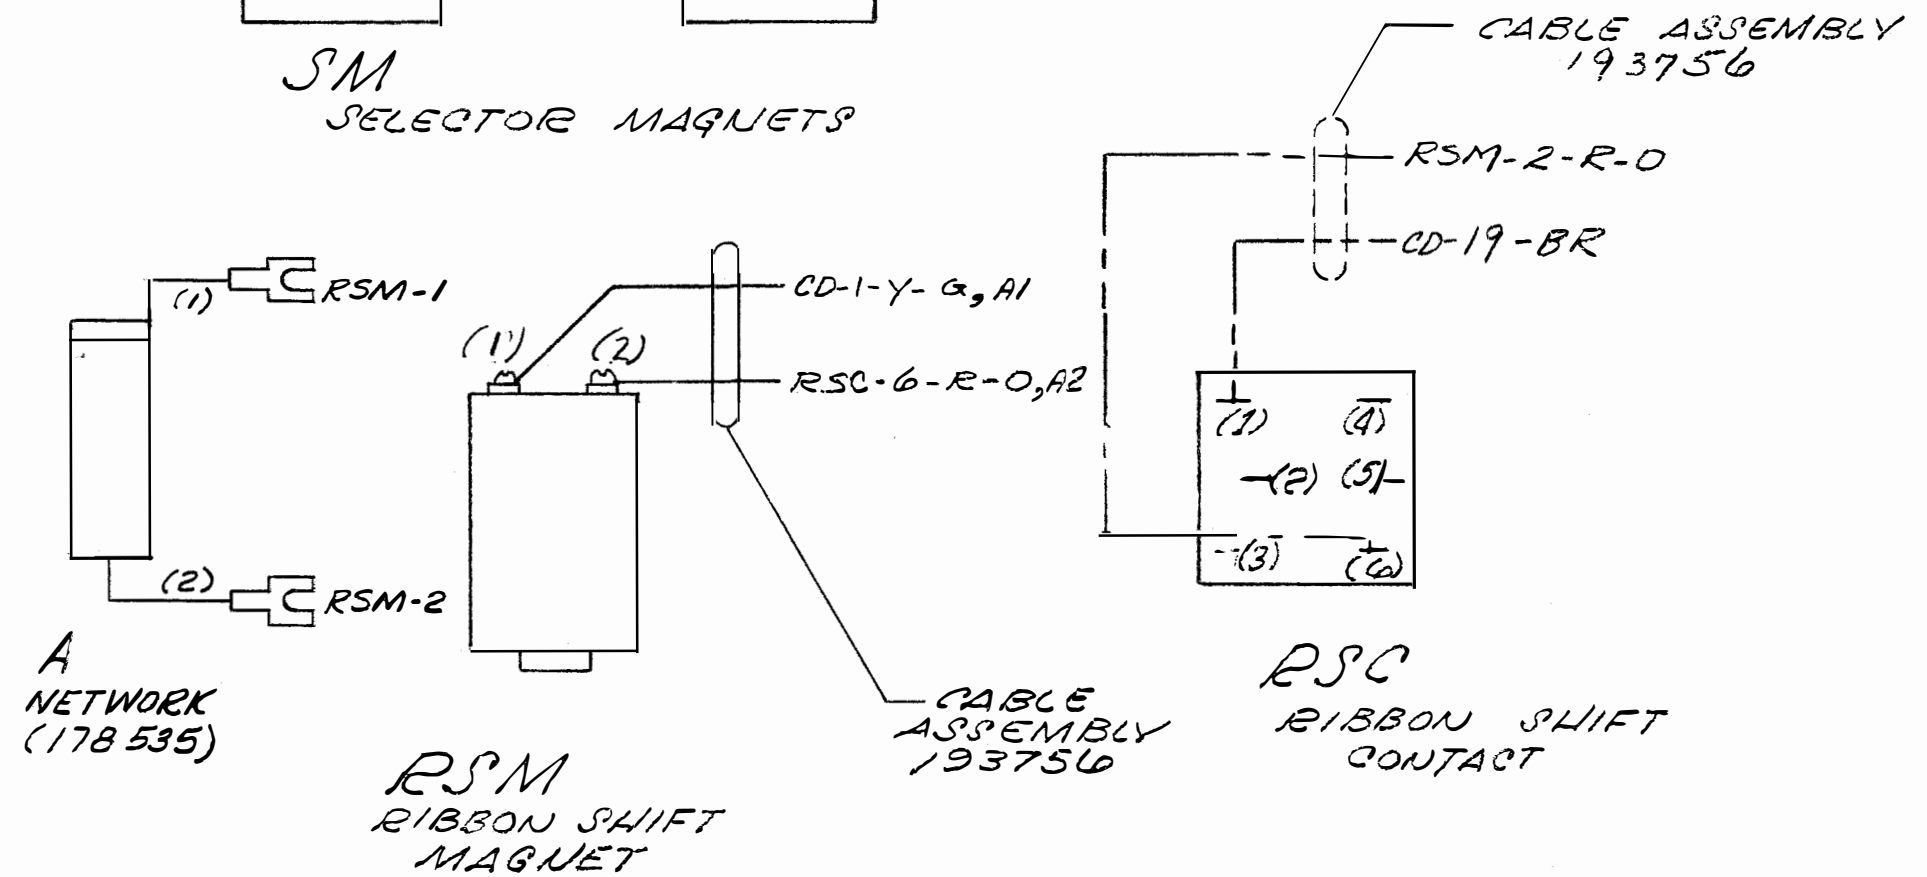 SM
SELECTOR MAGNETS
CABLE ASSEMBLY
193756
RSM-2-R-O
CD-19-BR
(1)
RSM-1
(2)
RSM-2
A
NETWORK
(178535)
(1)
(2)
CD-1-Y-G, A1
RSC-6-R-O, A2
CABLE
ASSEMBLY
193756
RSM
RIBBON SHIFT
MAGNET
(1) (4)
(2) (5)
(3) (6)
RSC
RIBBON SHIFT
CONTACT